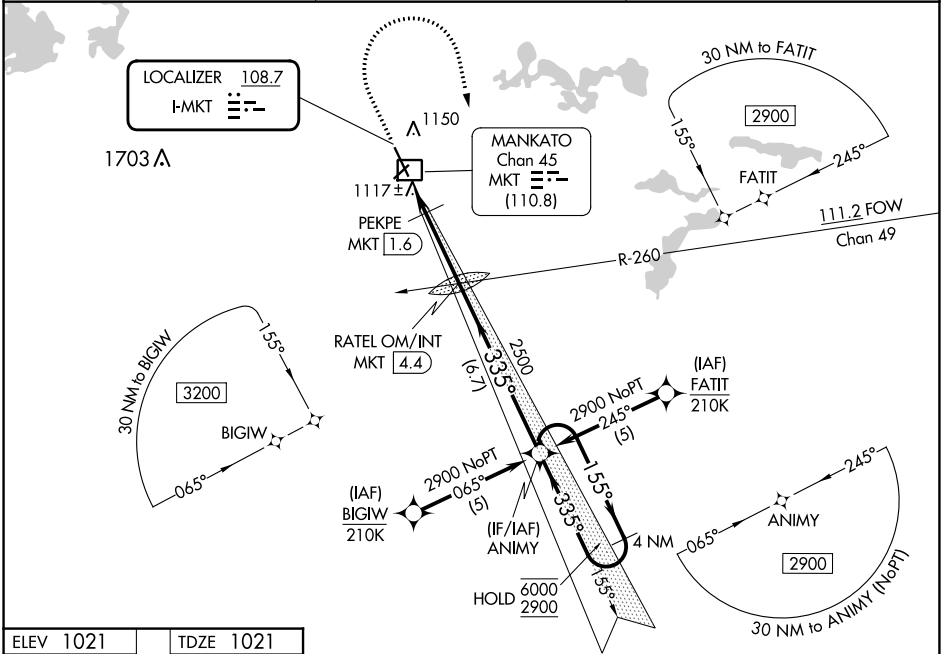 LOCALIZER 108.7
I-MKT
1703
1150
MANKATO
Chan 45
MKT
(110.8)
1117±
PEKPE
MKT 1.6
RATEL OM/INT
MKT 4.4
30 NM to FATIT
2900
155°
245°
FATIT
111.2 FOW
Chan 49
R-260
30 NM to BIGIW
3200
155°
BIGIW
065°
2500
335°
(6.7)
(IAF)
FATIT
210K
2900 NoPT
245°
(5)
2900 NoPT
065°
(5)
(IAF)
BIGIW
210K
(IF/IAF)
ANIMY
155°
335°
4 NM
HOLD 6000
2900
155°
245°
065°
ANIMY
2900
30 NM to ANIMY (NoPT)
ELEV 1021
TDZE 1021